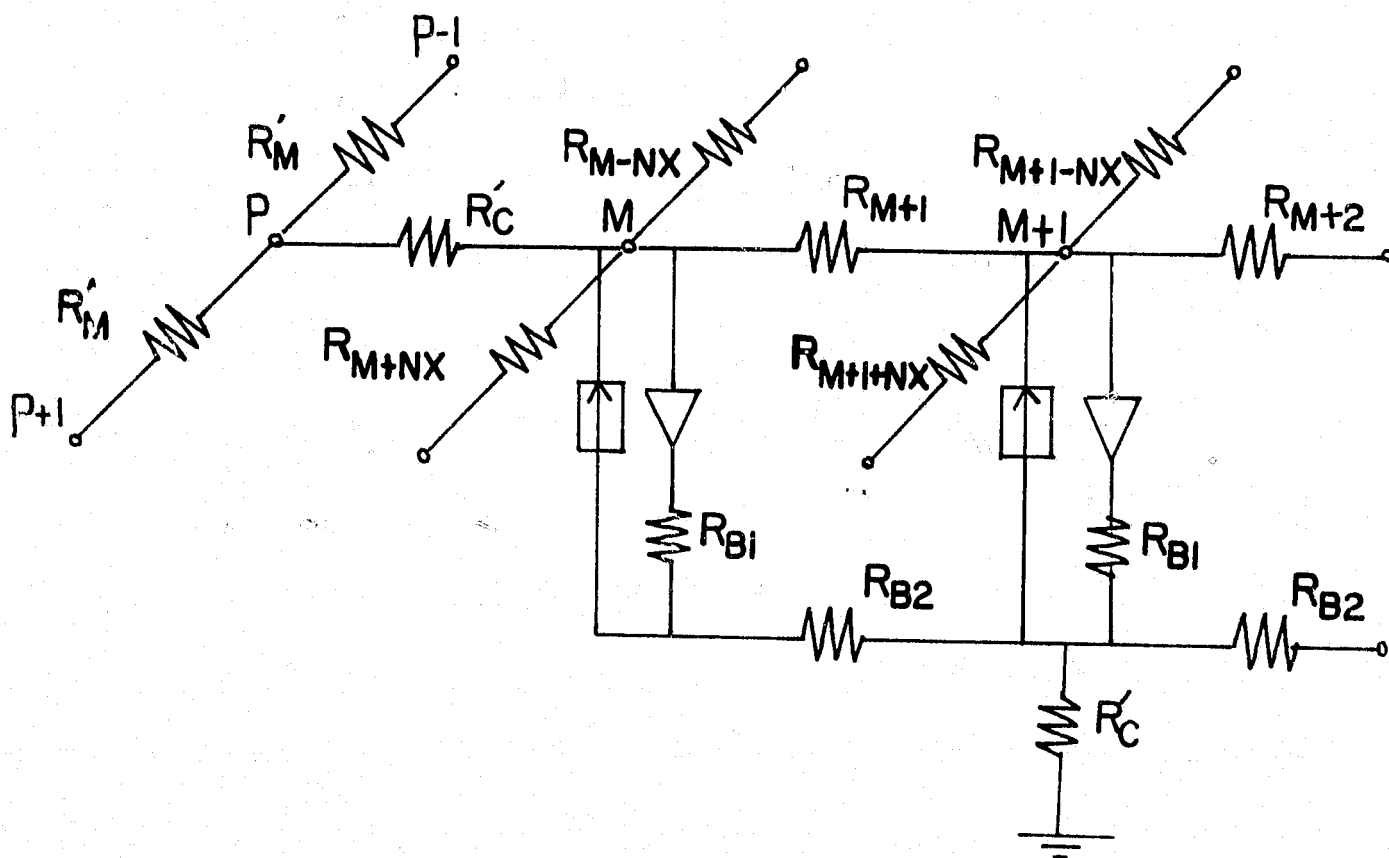 P-1
R'M
RM-NX
RM+1-NX
P
R'C
M
RM+1
M+1
RM+2
R'M
RM+NX
RM+1+NX
P+1
RB1
RB1
RB2
RB2
R'C